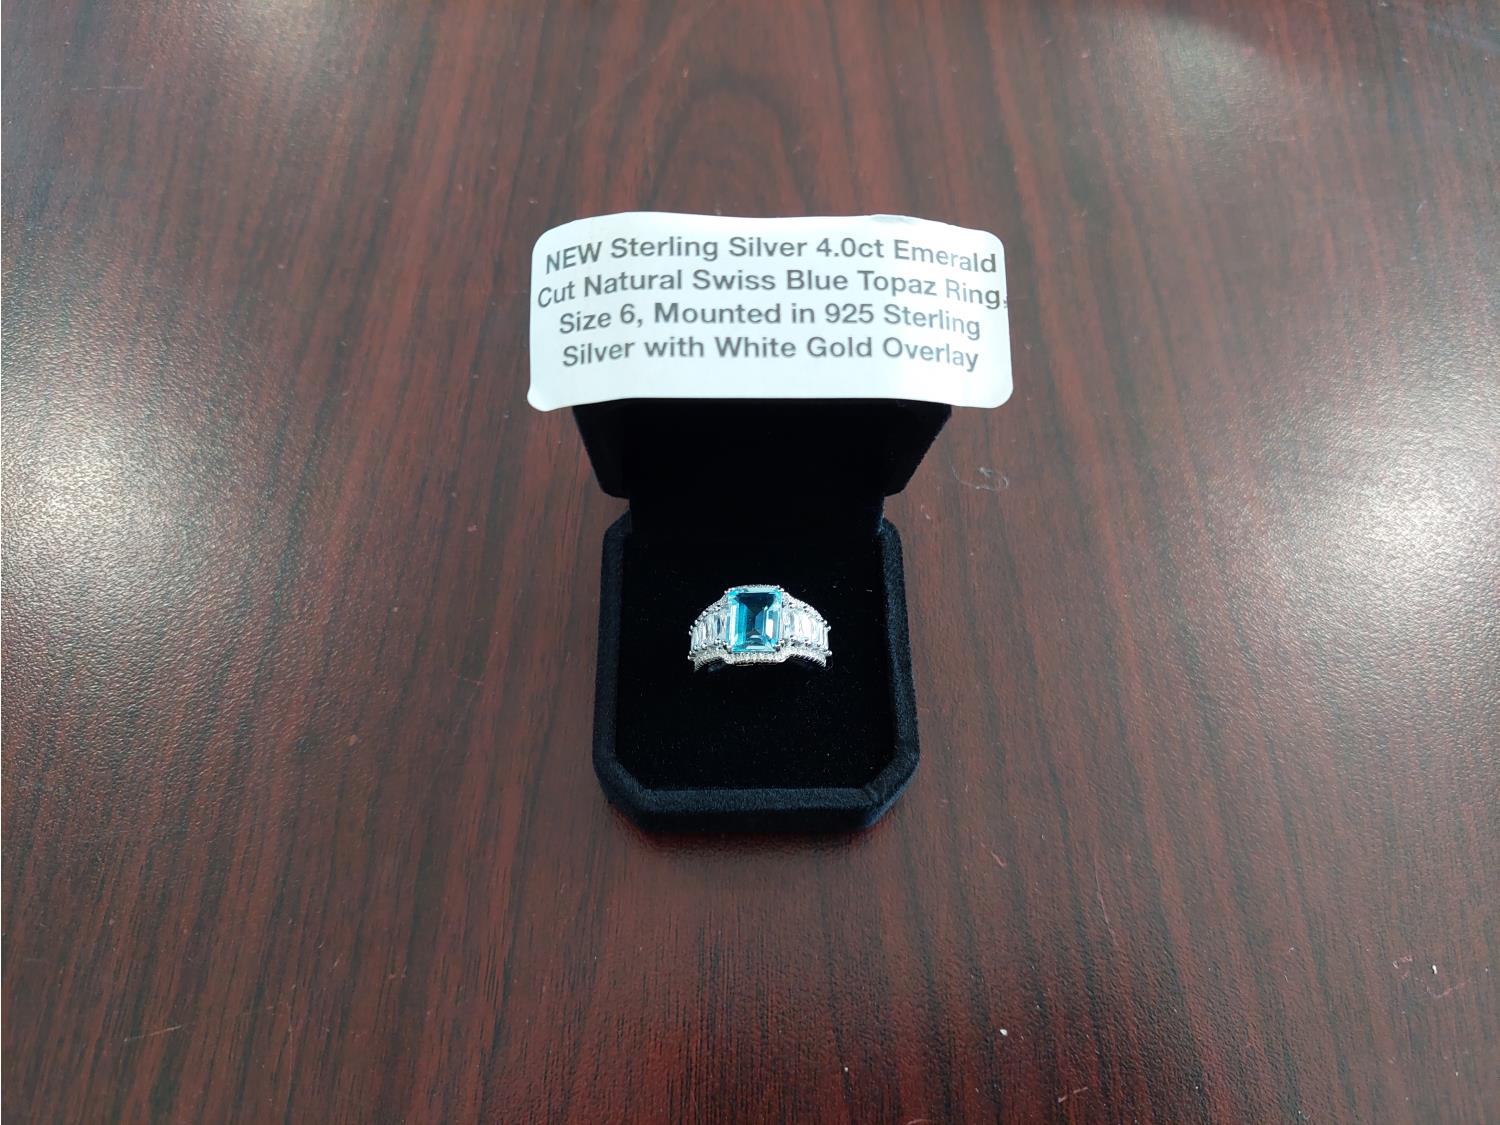 NEW Sterling Silver 4.0ct Emerald
Cut Natural Swiss Blue Topaz Ring,
Size 6, Mounted in 925 Sterling
Silver with White Gold Overlay